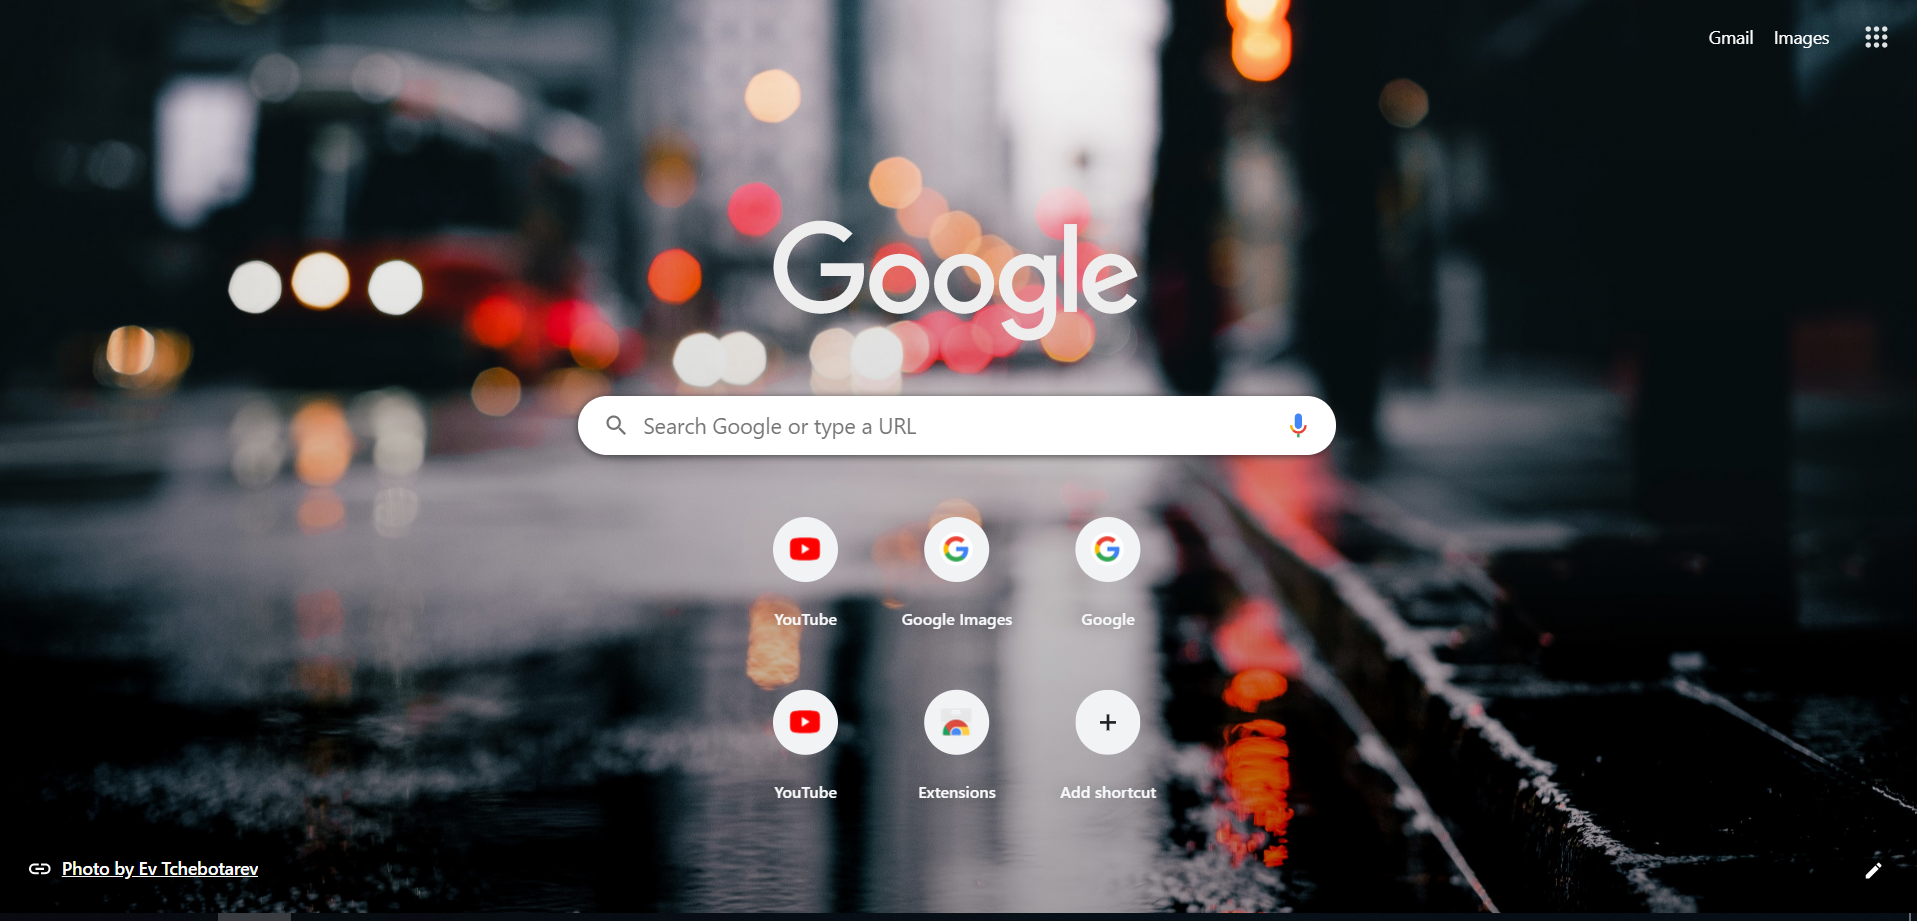 Gmail Images
Google
Search Google or type a URL
YouTube Google Images Google
YouTube Extensions Add shortcut
Photo by Ev Tchebotarev